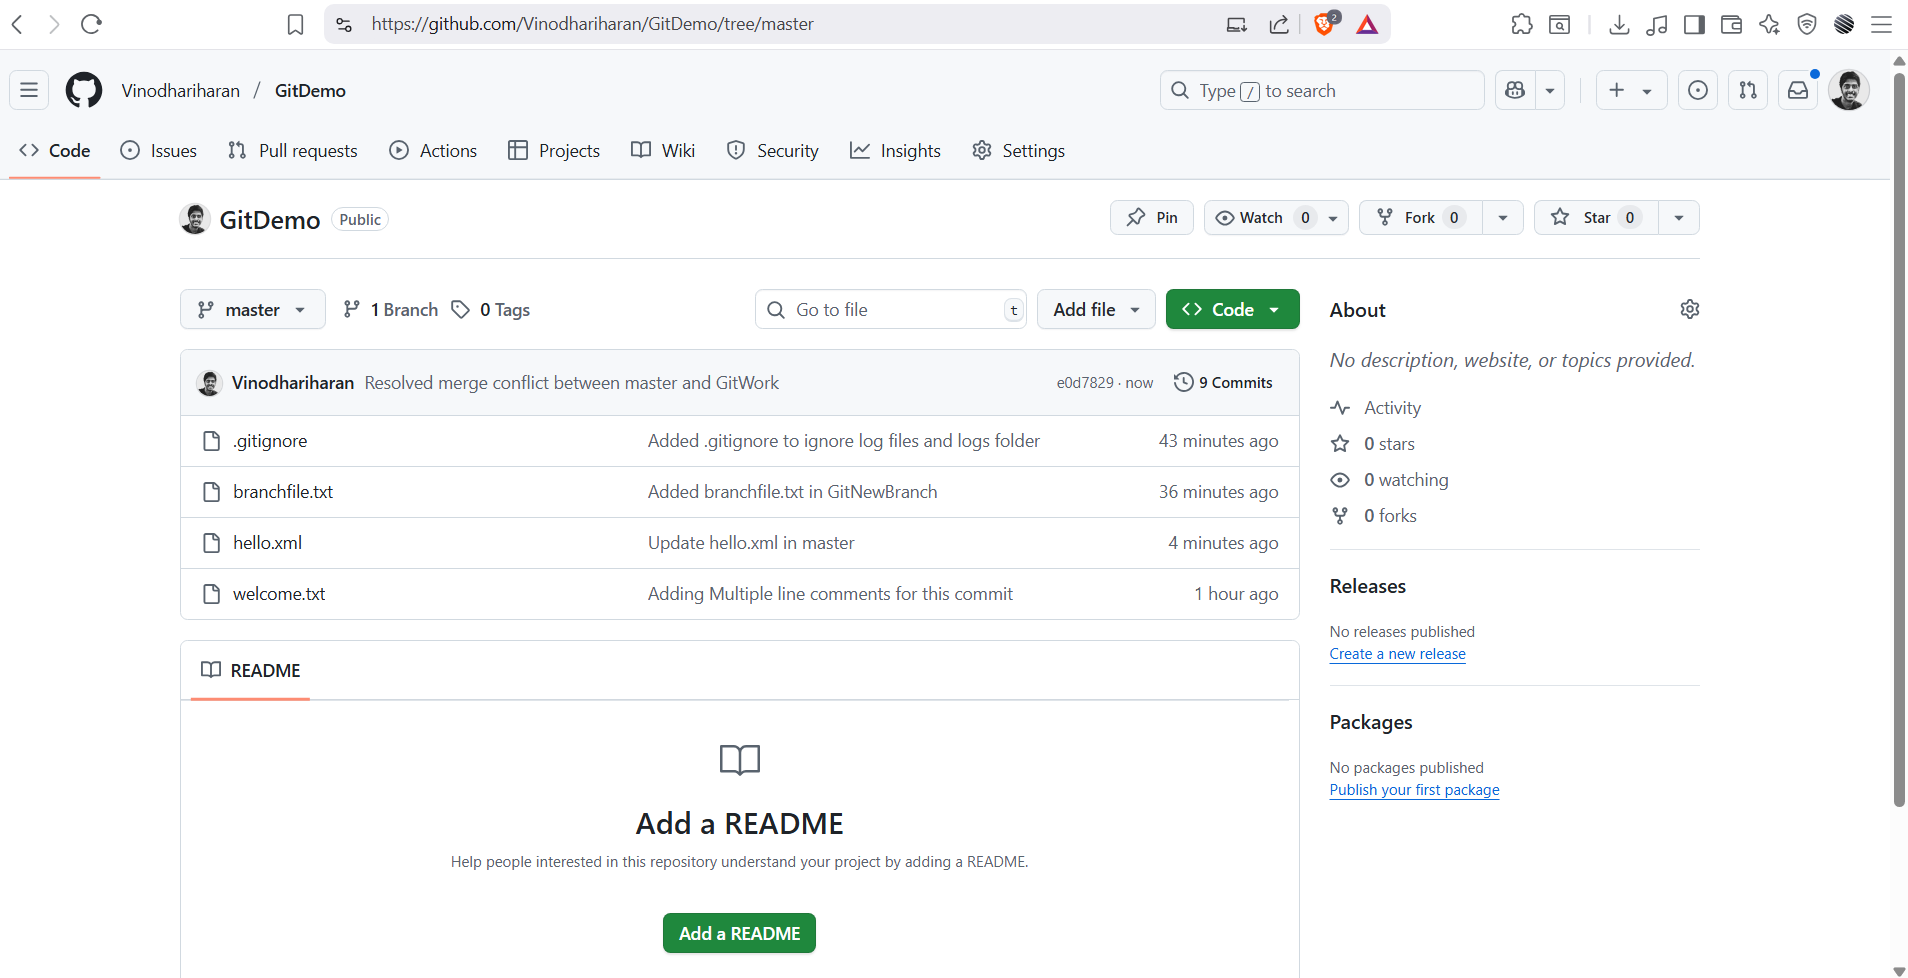 https://github.com/Vinodhariharan/GitDemo/tree/master
2
Vinodhariharan / GitDemo
Type / to search
Code
Issues
Pull requests
Actions
Projects
Wiki
Security
Insights
Settings
GitDemo Public
Pin
Watch 0
Fork 0
Star 0
master
1 Branch
0 Tags
Go to file t
Add file
Code
Vinodhariharan Resolved merge conflict between master and GitWork e0d7829 · now 9 Commits
.gitignore Added .gitignore to ignore log files and logs folder 43 minutes ago
branchfile.txt Added branchfile.txt in GitNewBranch 36 minutes ago
hello.xml Update hello.xml in master 4 minutes ago
welcome.txt Adding Multiple line comments for this commit 1 hour ago
README
Add a README
Help people interested in this repository understand your project by adding a README.
Add a README
About
No description, website, or topics provided.
Activity
0 stars
0 watching
0 forks
Releases
No releases published
Create a new release
Packages
No packages published
Publish your first package